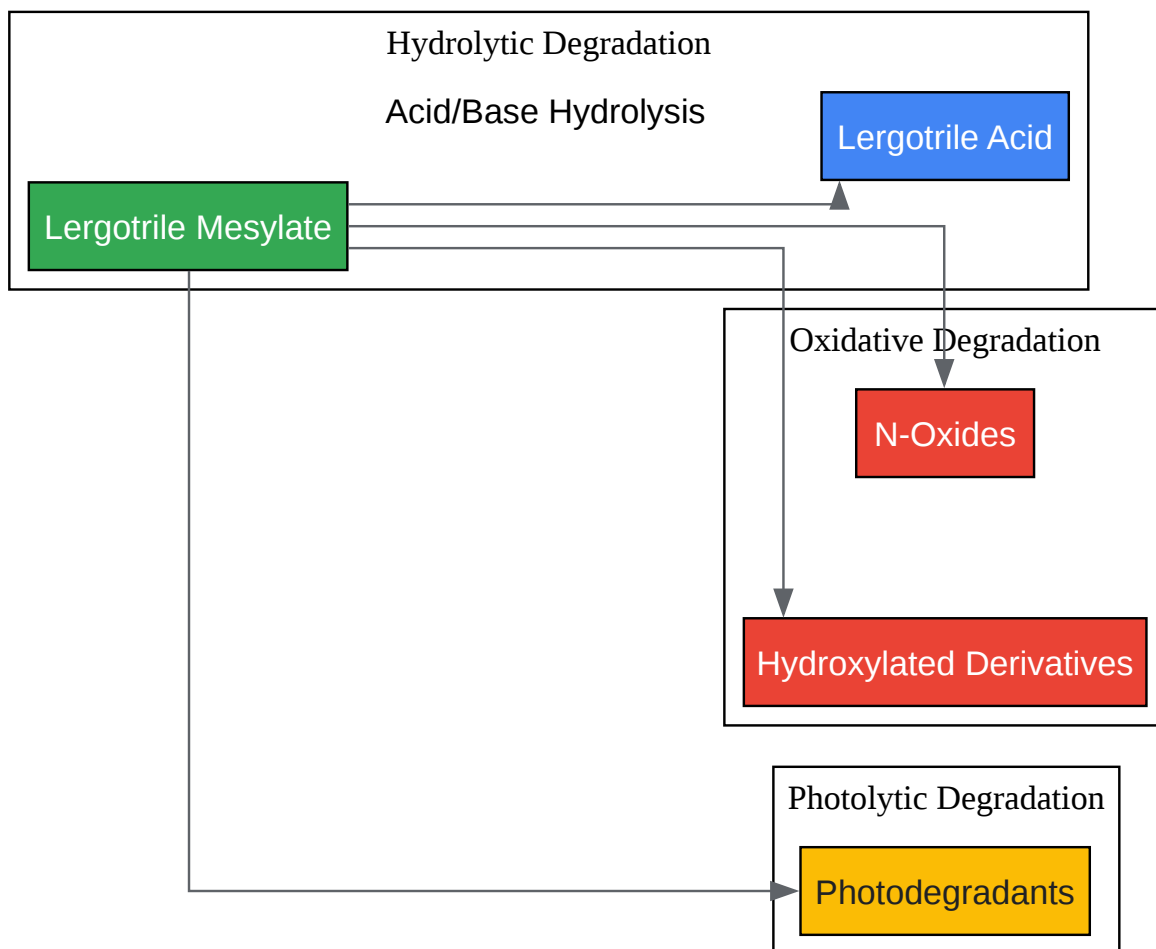 Hydrolytic Degradation
Acid/Base Hydrolysis
Lergotrile Acid
Lergotrile Mesylate
Oxidative Degradation
N-Oxides
Hydroxylated Derivatives
Photolytic Degradation
Photodegradants